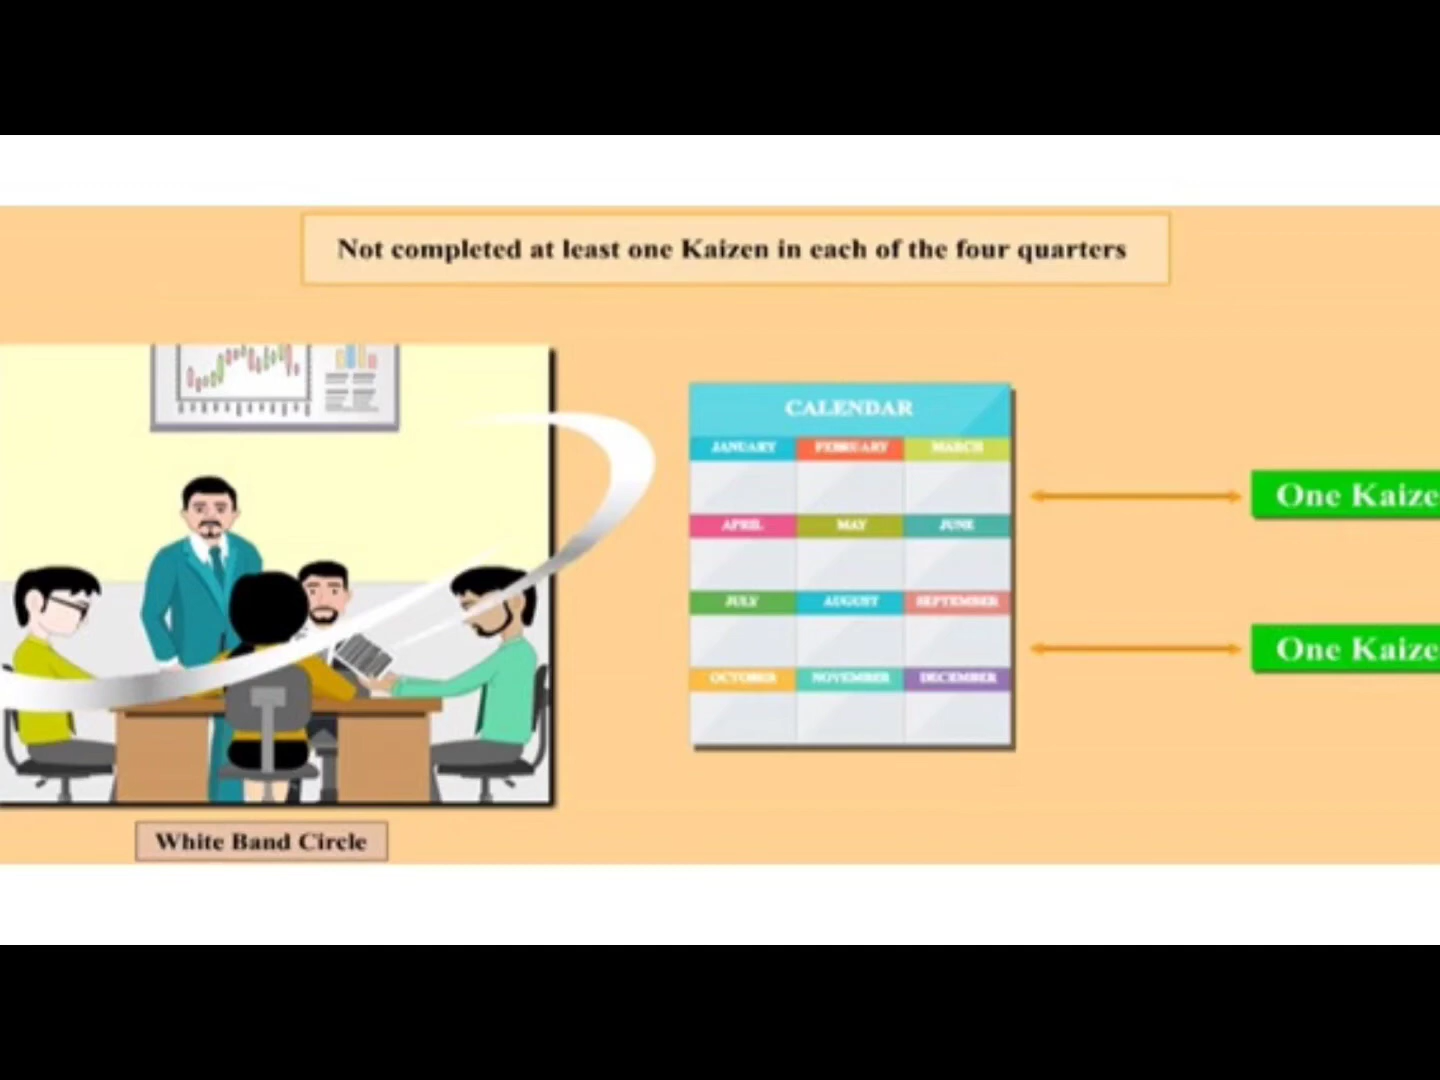 Not completed at least one Kaizen in each of the four quarters
CALENDAR
JANUARY FEBRUARY MARCH
One Kaize
APRIL MAY JUNE
JULY AUGUST SEPTEMBER
One Kaize
OCTOBER NOVEMBER DECEMBER
White Band Circle